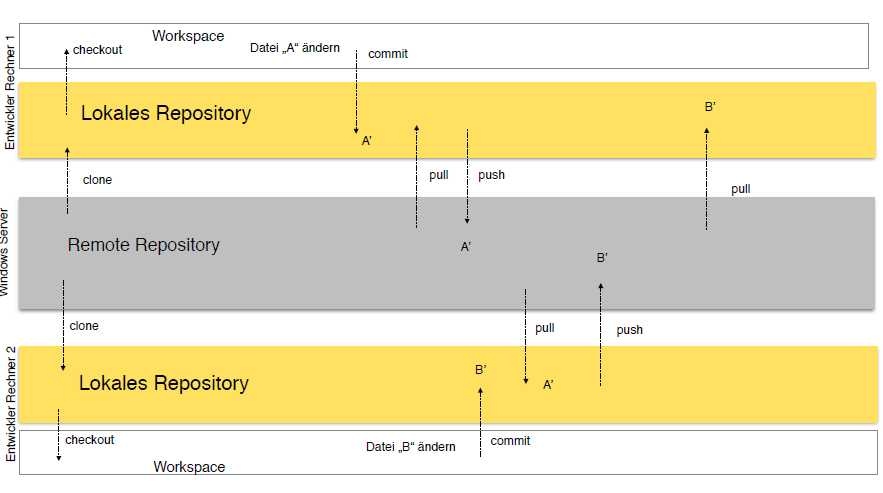 Entwickler Rechner 1
Workspace
checkout
Datei „A“ ändern
commit
Lokales Repository
A’
B’
clone
pull
push
pull
Windows Server
Remote Repository
A’
B’
clone
pull
push
Entwickler Rechner 2
Lokales Repository
B’
A’
checkout
Datei „B“ ändern
commit
Workspace